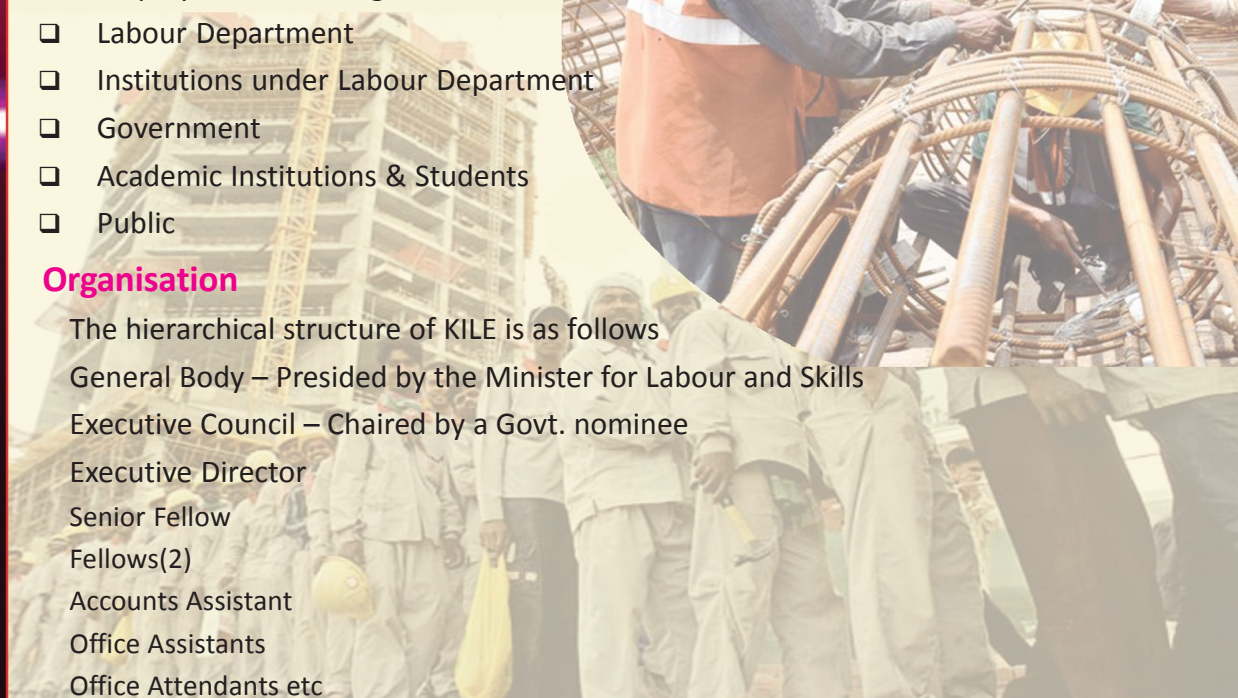 ❑ Labour Department
❑ Institutions under Labour Department
❑ Government
❑ Academic Institutions & Students
❑ Public
Organisation
The hierarchical structure of KILE is as follows
General Body – Presided by the Minister for Labour and Skills
Executive Council – Chaired by a Govt. nominee
Executive Director
Senior Fellow
Fellows(2)
Accounts Assistant
Office Assistants
Office Attendants etc